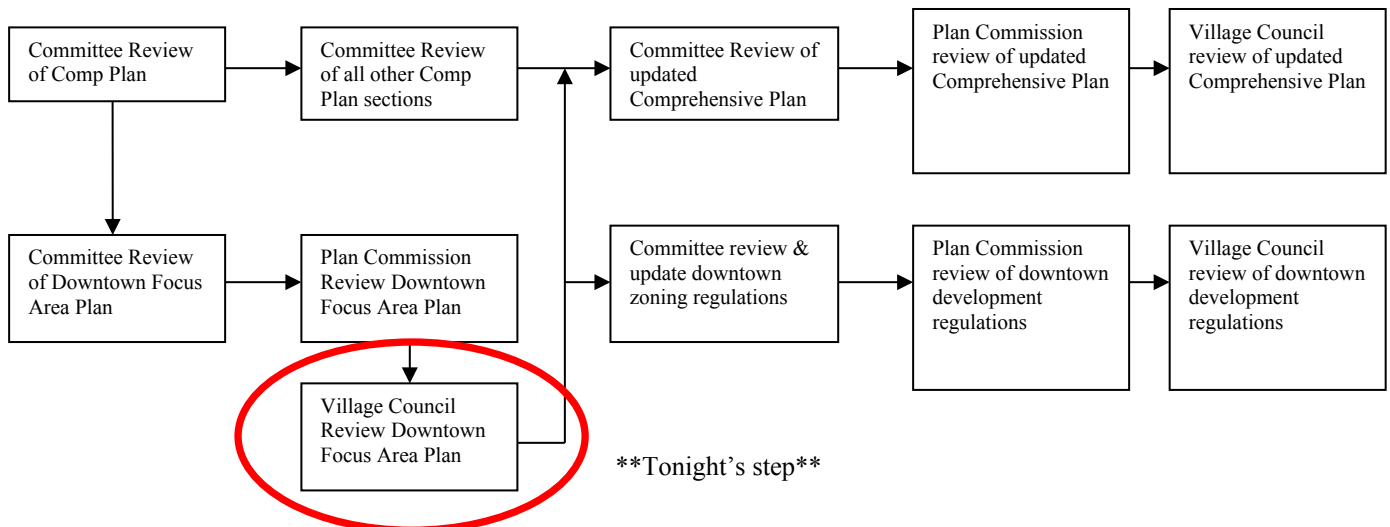 Committee Review
of Comp Plan
Committee Review
of all other Comp
Plan sections
Committee Review of
updated
Comprehensive Plan
Plan Commission
review of updated
Comprehensive Plan
Village Council
review of updated
Comprehensive Plan
Committee Review
of Downtown Focus
Area Plan
Plan Commission
Review Downtown
Focus Area Plan
Committee review &
update downtown
zoning regulations
Plan Commission
review of downtown
development
regulations
Village Council
review of downtown
development
regulations
Village Council
Review Downtown
Focus Area Plan
**Tonight’s step**